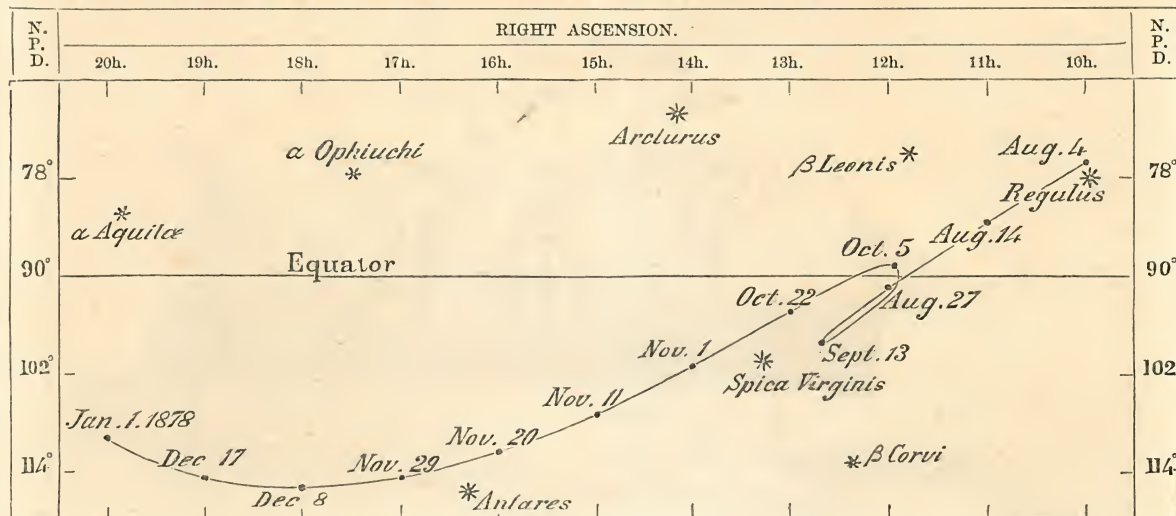 N. RIGHT ASCENSION. N.
P. P.
D. 20h. 19h. 18h. 17h. 16h. 15h. 14h. 13h. 12h. 11h. 10h. D.
Arcturus
α Ophiuchi
β Leonis
Aug. 4
78° 78°
Regulus
α Aquilæ
Aug. 14
Oct. 5
Equator
90° 90°
Oct. 22
Aug. 27
Nov. 1
Sept. 13
102° 102°
Spica Virginis
Nov. 11
Jan. 1. 1878
Nov. 20
Dec 17
Nov. 29
β Corvi
114° 114°
Dec 8
Antares